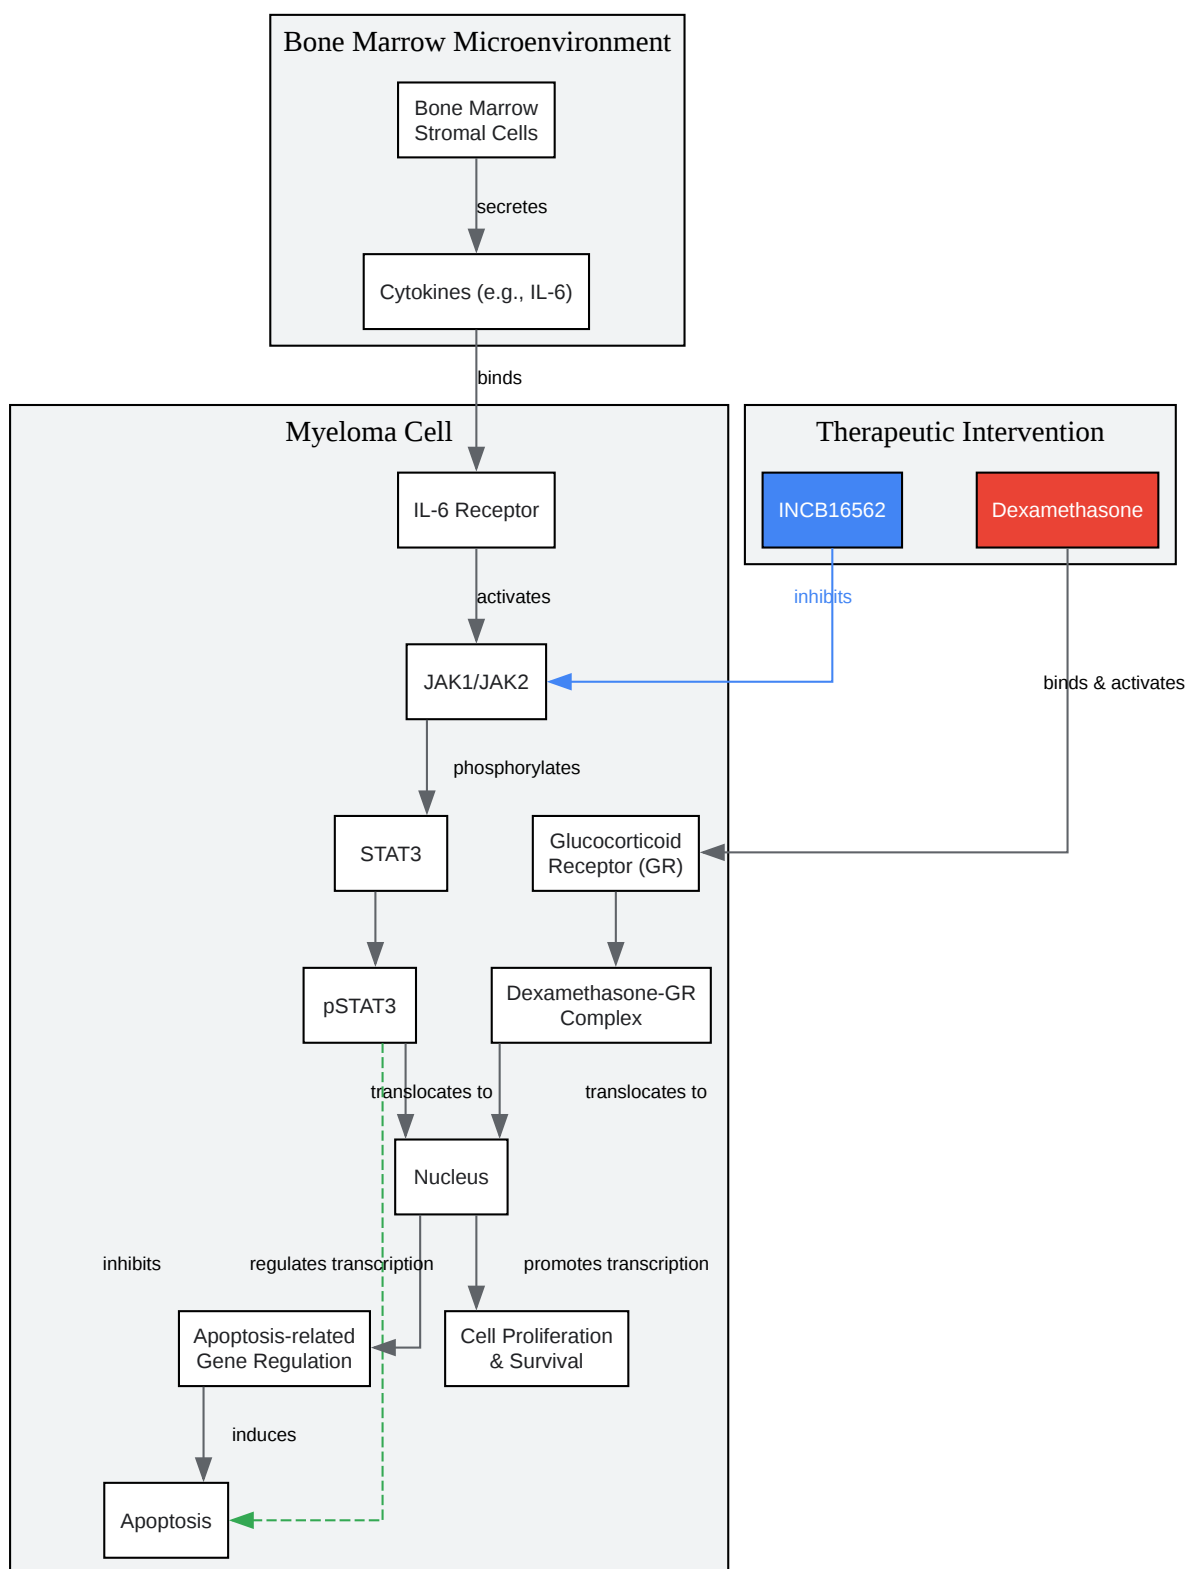 Bone Marrow Microenvironment
Bone Marrow
Stromal Cells
secretes
Cytokines (e.g., IL-6)
binds
Myeloma Cell
Therapeutic Intervention
IL-6 Receptor
INCB16562
Dexamethasone
activates
inhibits
JAK1/JAK2
binds & activates
phosphorylates
STAT3
Glucocorticoid
Receptor (GR)
pSTAT3
Dexamethasone-GR
Complex
translocates to
translocates to
Nucleus
inhibits
regulates transcription
promotes transcription
Apoptosis-related
Gene Regulation
Cell Proliferation
& Survival
induces
Apoptosis